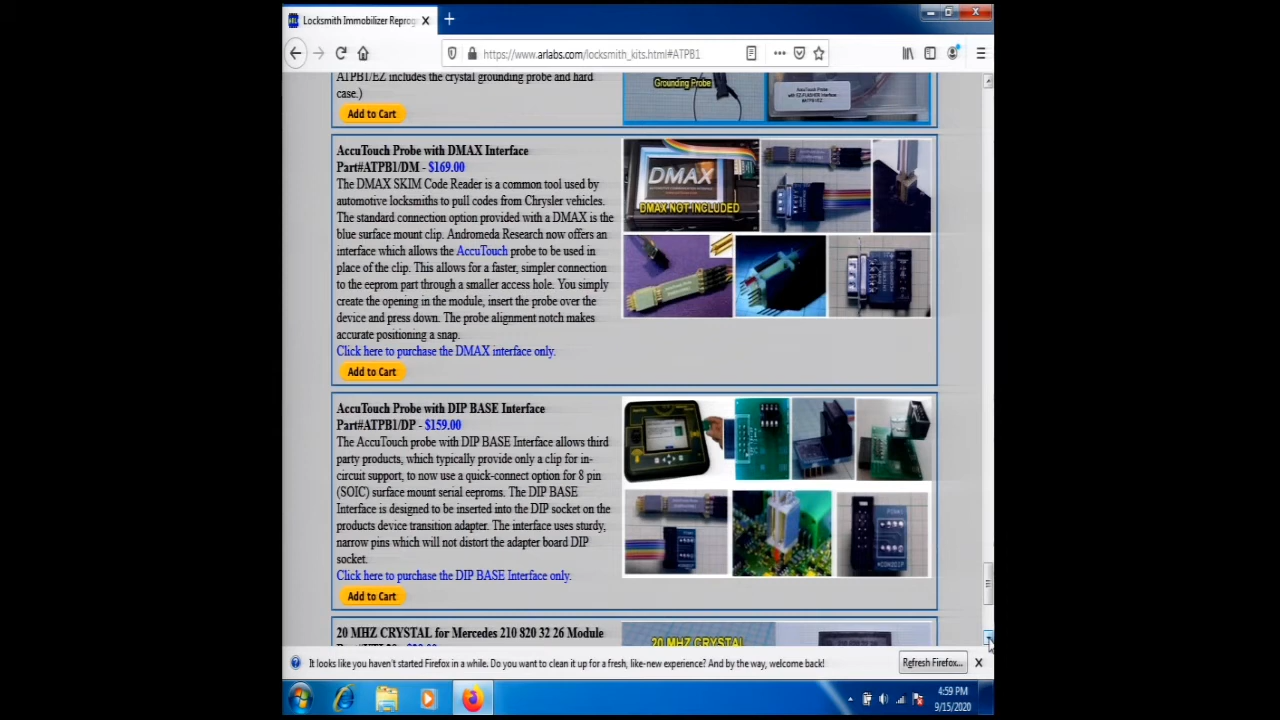 Locksmith Immobilizer Reprogr
https://www.arlabs.com/locksmith_kits.html#ATPB1
ATPB1/EZ includes the crystal grounding probe and hard
case.)
Add to Cart
Grounding Probe
AccuTouch Probe
with EZ-FLASHER Interface
#ATPB1/EZ
AccuTouch Probe with DMAX Interface
Part#ATPB1/DM - $169.00
The DMAX SKIM Code Reader is a common tool used by
automotive locksmiths to pull codes from Chrysler vehicles.
The standard connection option provided with a DMAX is the
blue surface mount clip. Andromeda Research now offers an
interface which allows the AccuTouch probe to be used in
place of the clip. This allows for a faster, simpler connection
to the eeprom part through a smaller access hole. You simply
create the opening in the module, insert the probe over the
device and press down. The probe alignment notch makes
accurate positioning a snap.
Click here to purchase the DMAX interface only.
Add to Cart
DMAX
DMAX NOT INCLUDED
AccuTouch Probe with DIP BASE Interface
Part#ATPB1/DP - $159.00
The AccuTouch probe with DIP BASE Interface allows third
party products, which typically provide only a clip for in-
circuit support, to now use a quick-connect option for 8 pin
(SOIC) surface mount serial eeproms. The DIP BASE
Interface is designed to be inserted into the DIP socket on the
products device transition adapter. The interface uses sturdy,
narrow pins which will not distort the adapter board DIP
socket.
Click here to purchase the DIP BASE Interface only.
Add to Cart
20 MHZ CRYSTAL for Mercedes 210 820 32 26 Module
20 MHZ CRYSTAL
It looks like you haven't started Firefox in a while. Do you want to clean it up for a fresh, like-new experience? And by the way, welcome back!
Refresh Firefox...
4:59 PM
9/15/2020